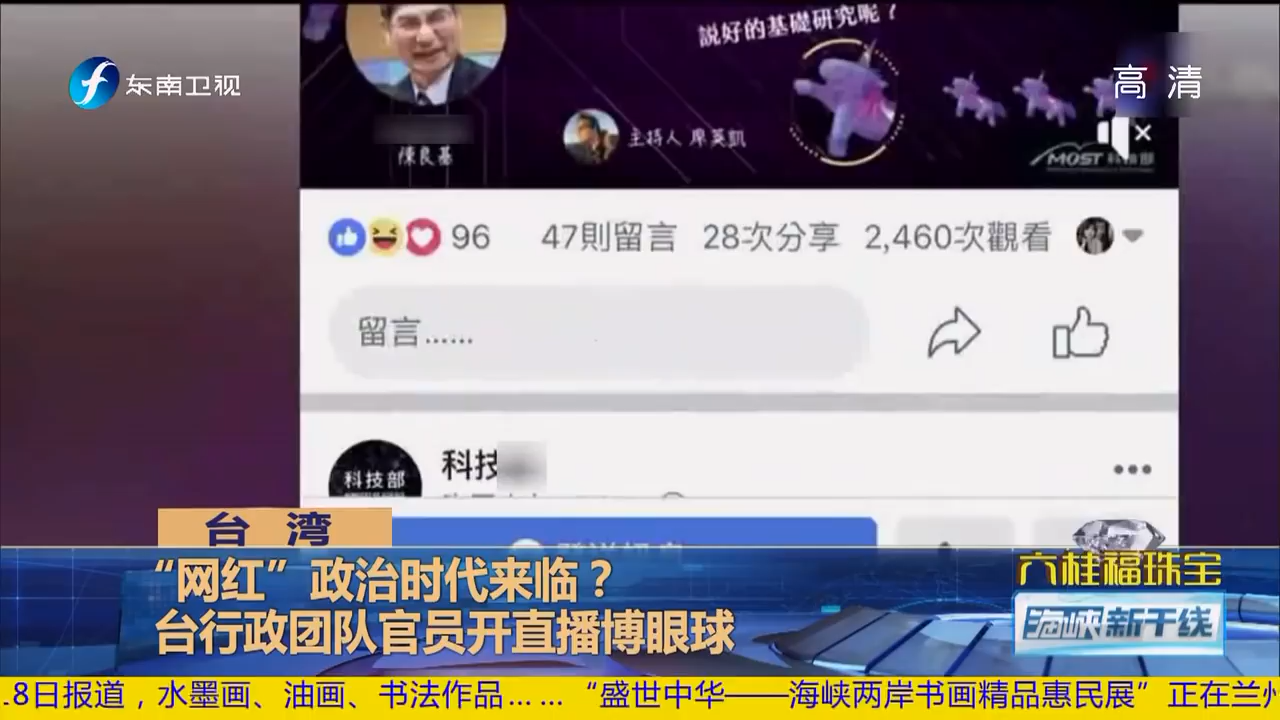 説好的基礎研究呢？
东南卫视
高清
主持人 廖英凱
陳良基
MOST 科技部
96 47則留言 28次分享 2,460次觀看
留言……
科技部
科技
台湾
“网红”政治时代来临？
台行政团队官员开直播博眼球
六桂福珠宝
海峡新干线
8日报道，水墨画、油画、书法作品……“盛世中华——海峡两岸书画精品惠民展”正在兰州